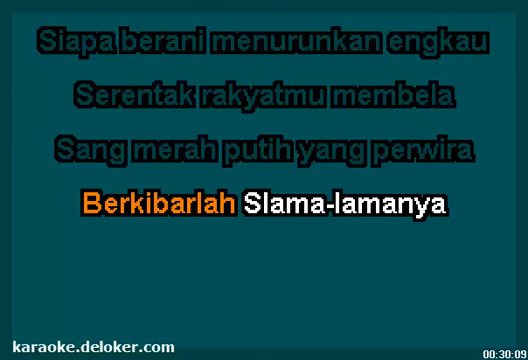 Siapa berani menurunkan engkau
Serentak rakyatmu membela
Sang merah putih yang perwira
Berkibarlah Slama-lamanya
karaoke.deloker.com
00:30:09